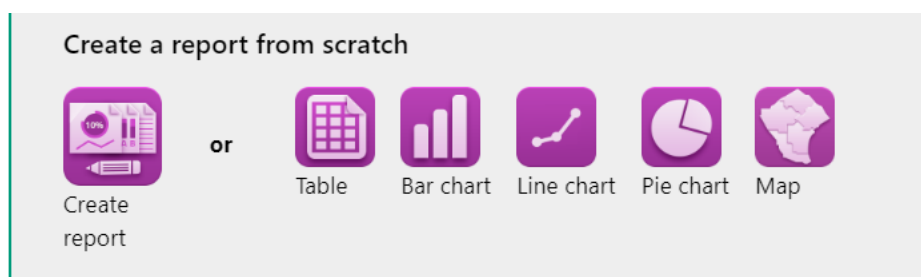 Create a report from scratch
10%
Create
report
or
Table
Bar chart
Line chart
Pie chart
Map